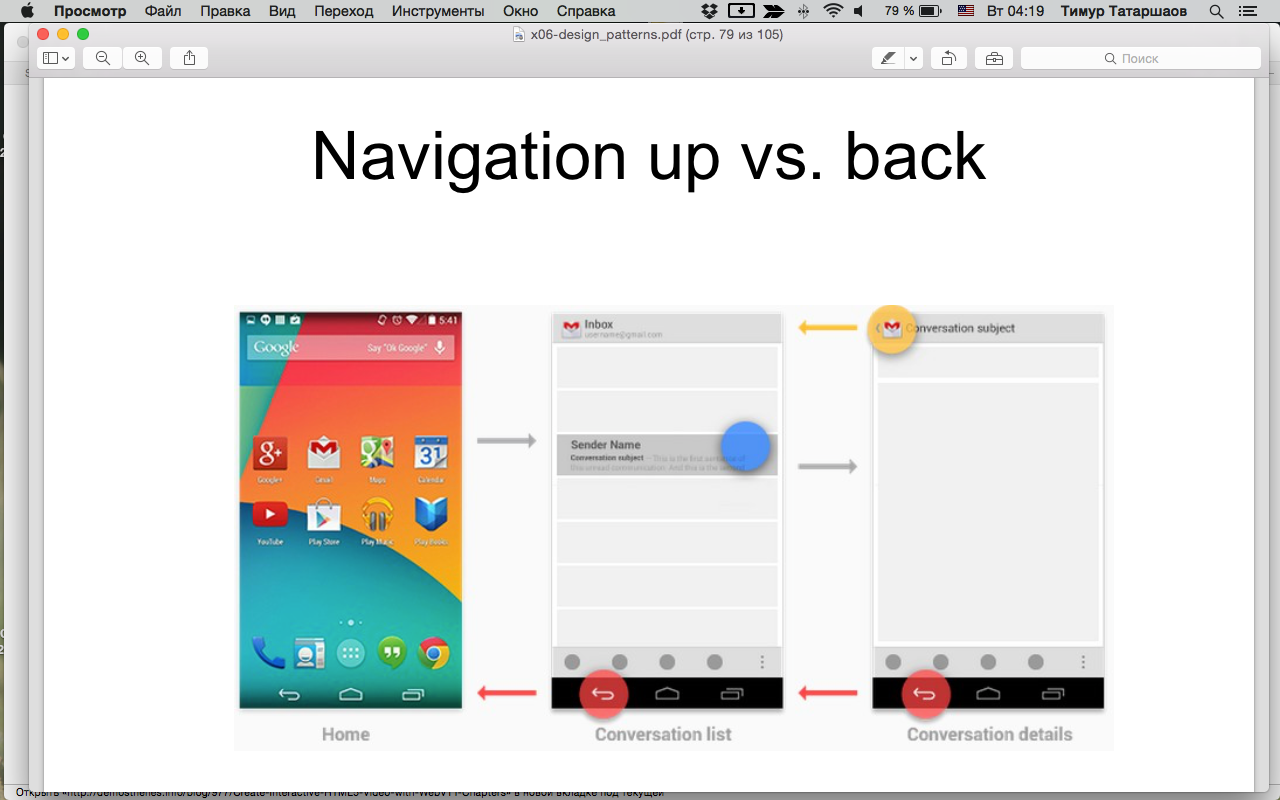 Просмотр Файл Правка Вид Переход Инструменты Окно Справка 79 % Вт 04:19 Тимур Татаршаов
x06-design_patterns.pdf (стр. 79 из 105)
Поиск
Navigation up vs. back
5:41
Google Say "Ok Google"
Google+ Gmail Maps Calendar
YouTube Play Store Play Music Play Books
Inbox
username@gmail.com
Sender Name
Conversation subject – This is the first sentence of
this unread communication. And this is the second
Conversation subject
Home
Conversation list
Conversation details
Открыть «http://demosthenes.info/blog/977/Create-Interactive-HTML5-Video-with-WebVTT-Chapters» в новой вкладке под текущей